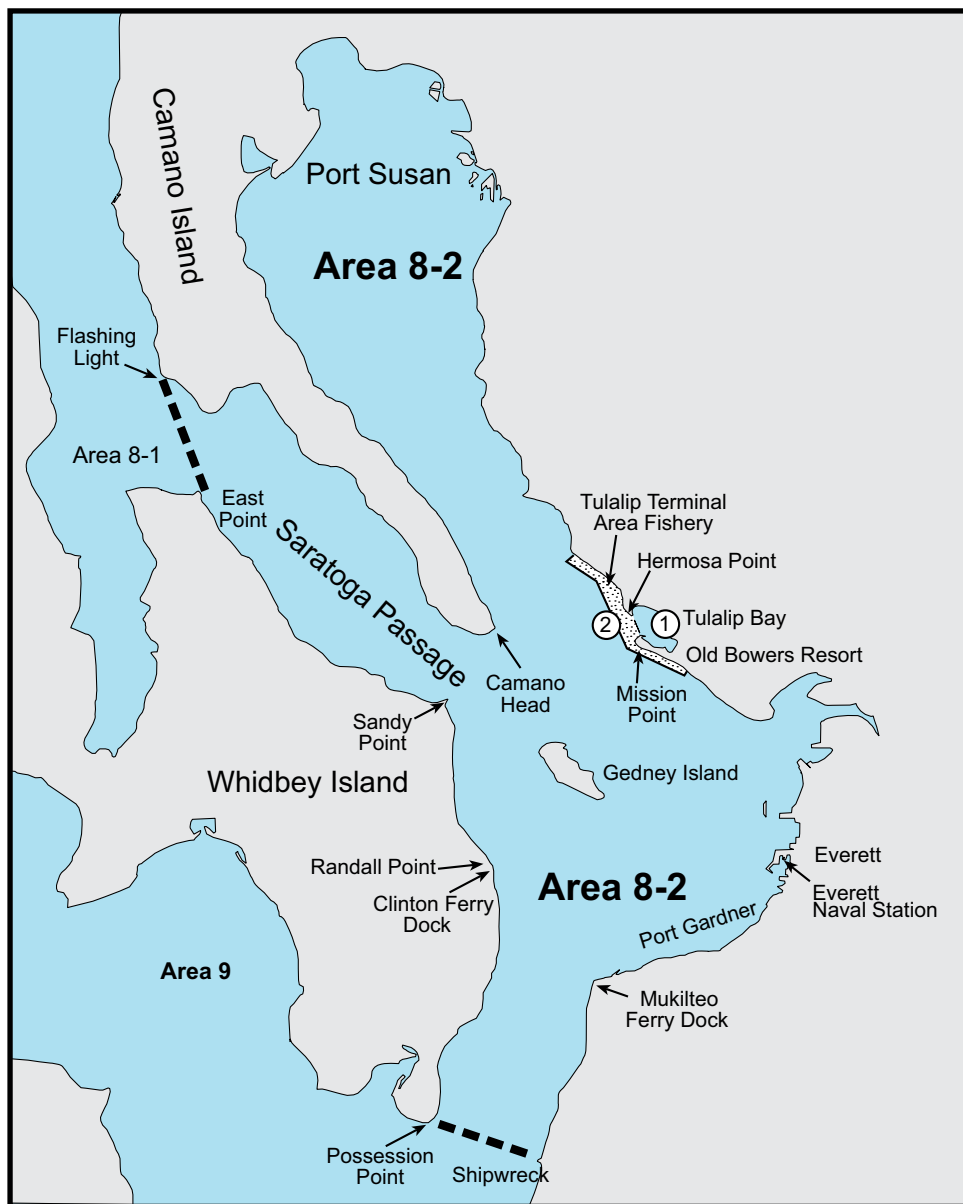 Camano Island
Port Susan
Area 8-2
Flashing
Light
Area 8-1
East
Point
Saratoga Passage
Tulalip Terminal
Area Fishery
Hermosa Point
2
1
Tulalip Bay
Old Bowers Resort
Camano
Head
Mission
Point
Sandy
Point
Whidbey Island
Gedney Island
Randall Point
Clinton Ferry
Dock
Area 8-2
Everett
Everett
Naval Station
Port Gardner
Area 9
Mukilteo
Ferry Dock
Possession
Point
Shipwreck